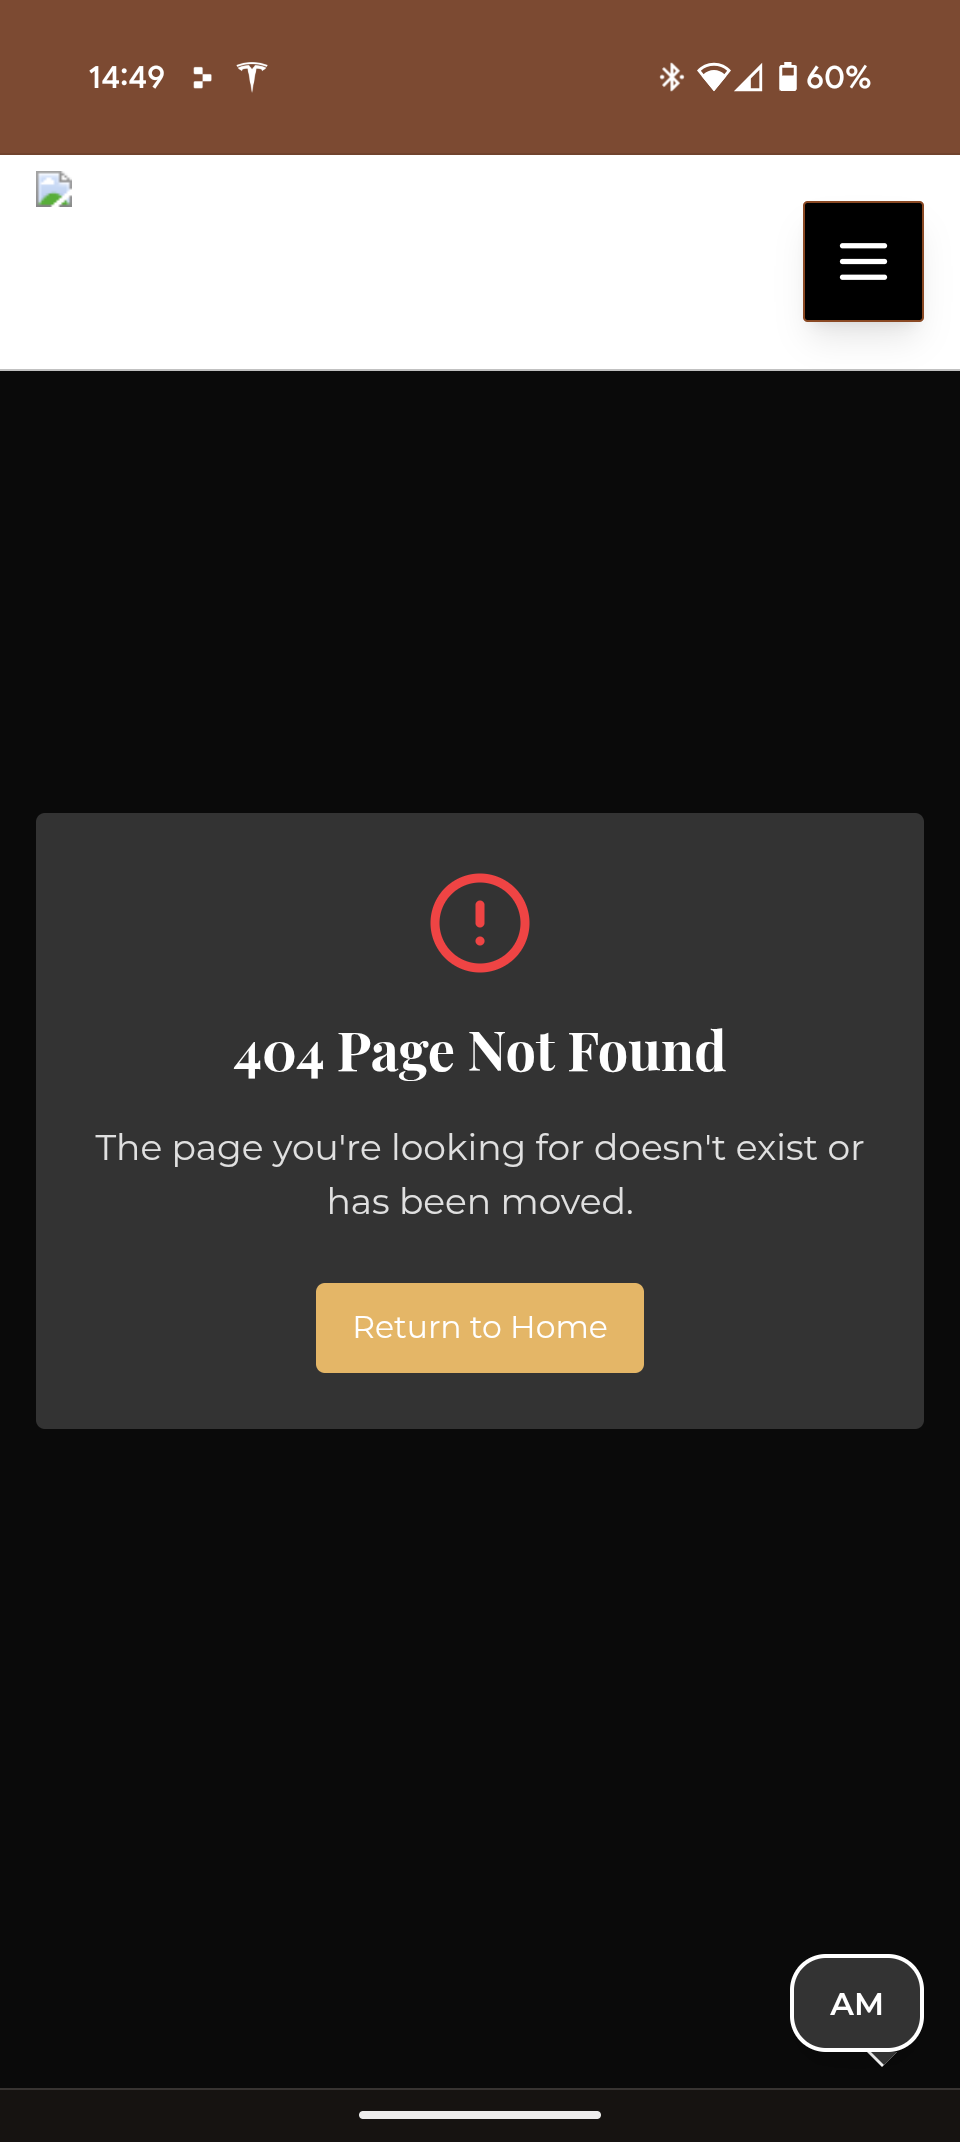 14:49 60%
404 Page Not Found
The page you're looking for doesn't exist or
has been moved.
Return to Home
AM